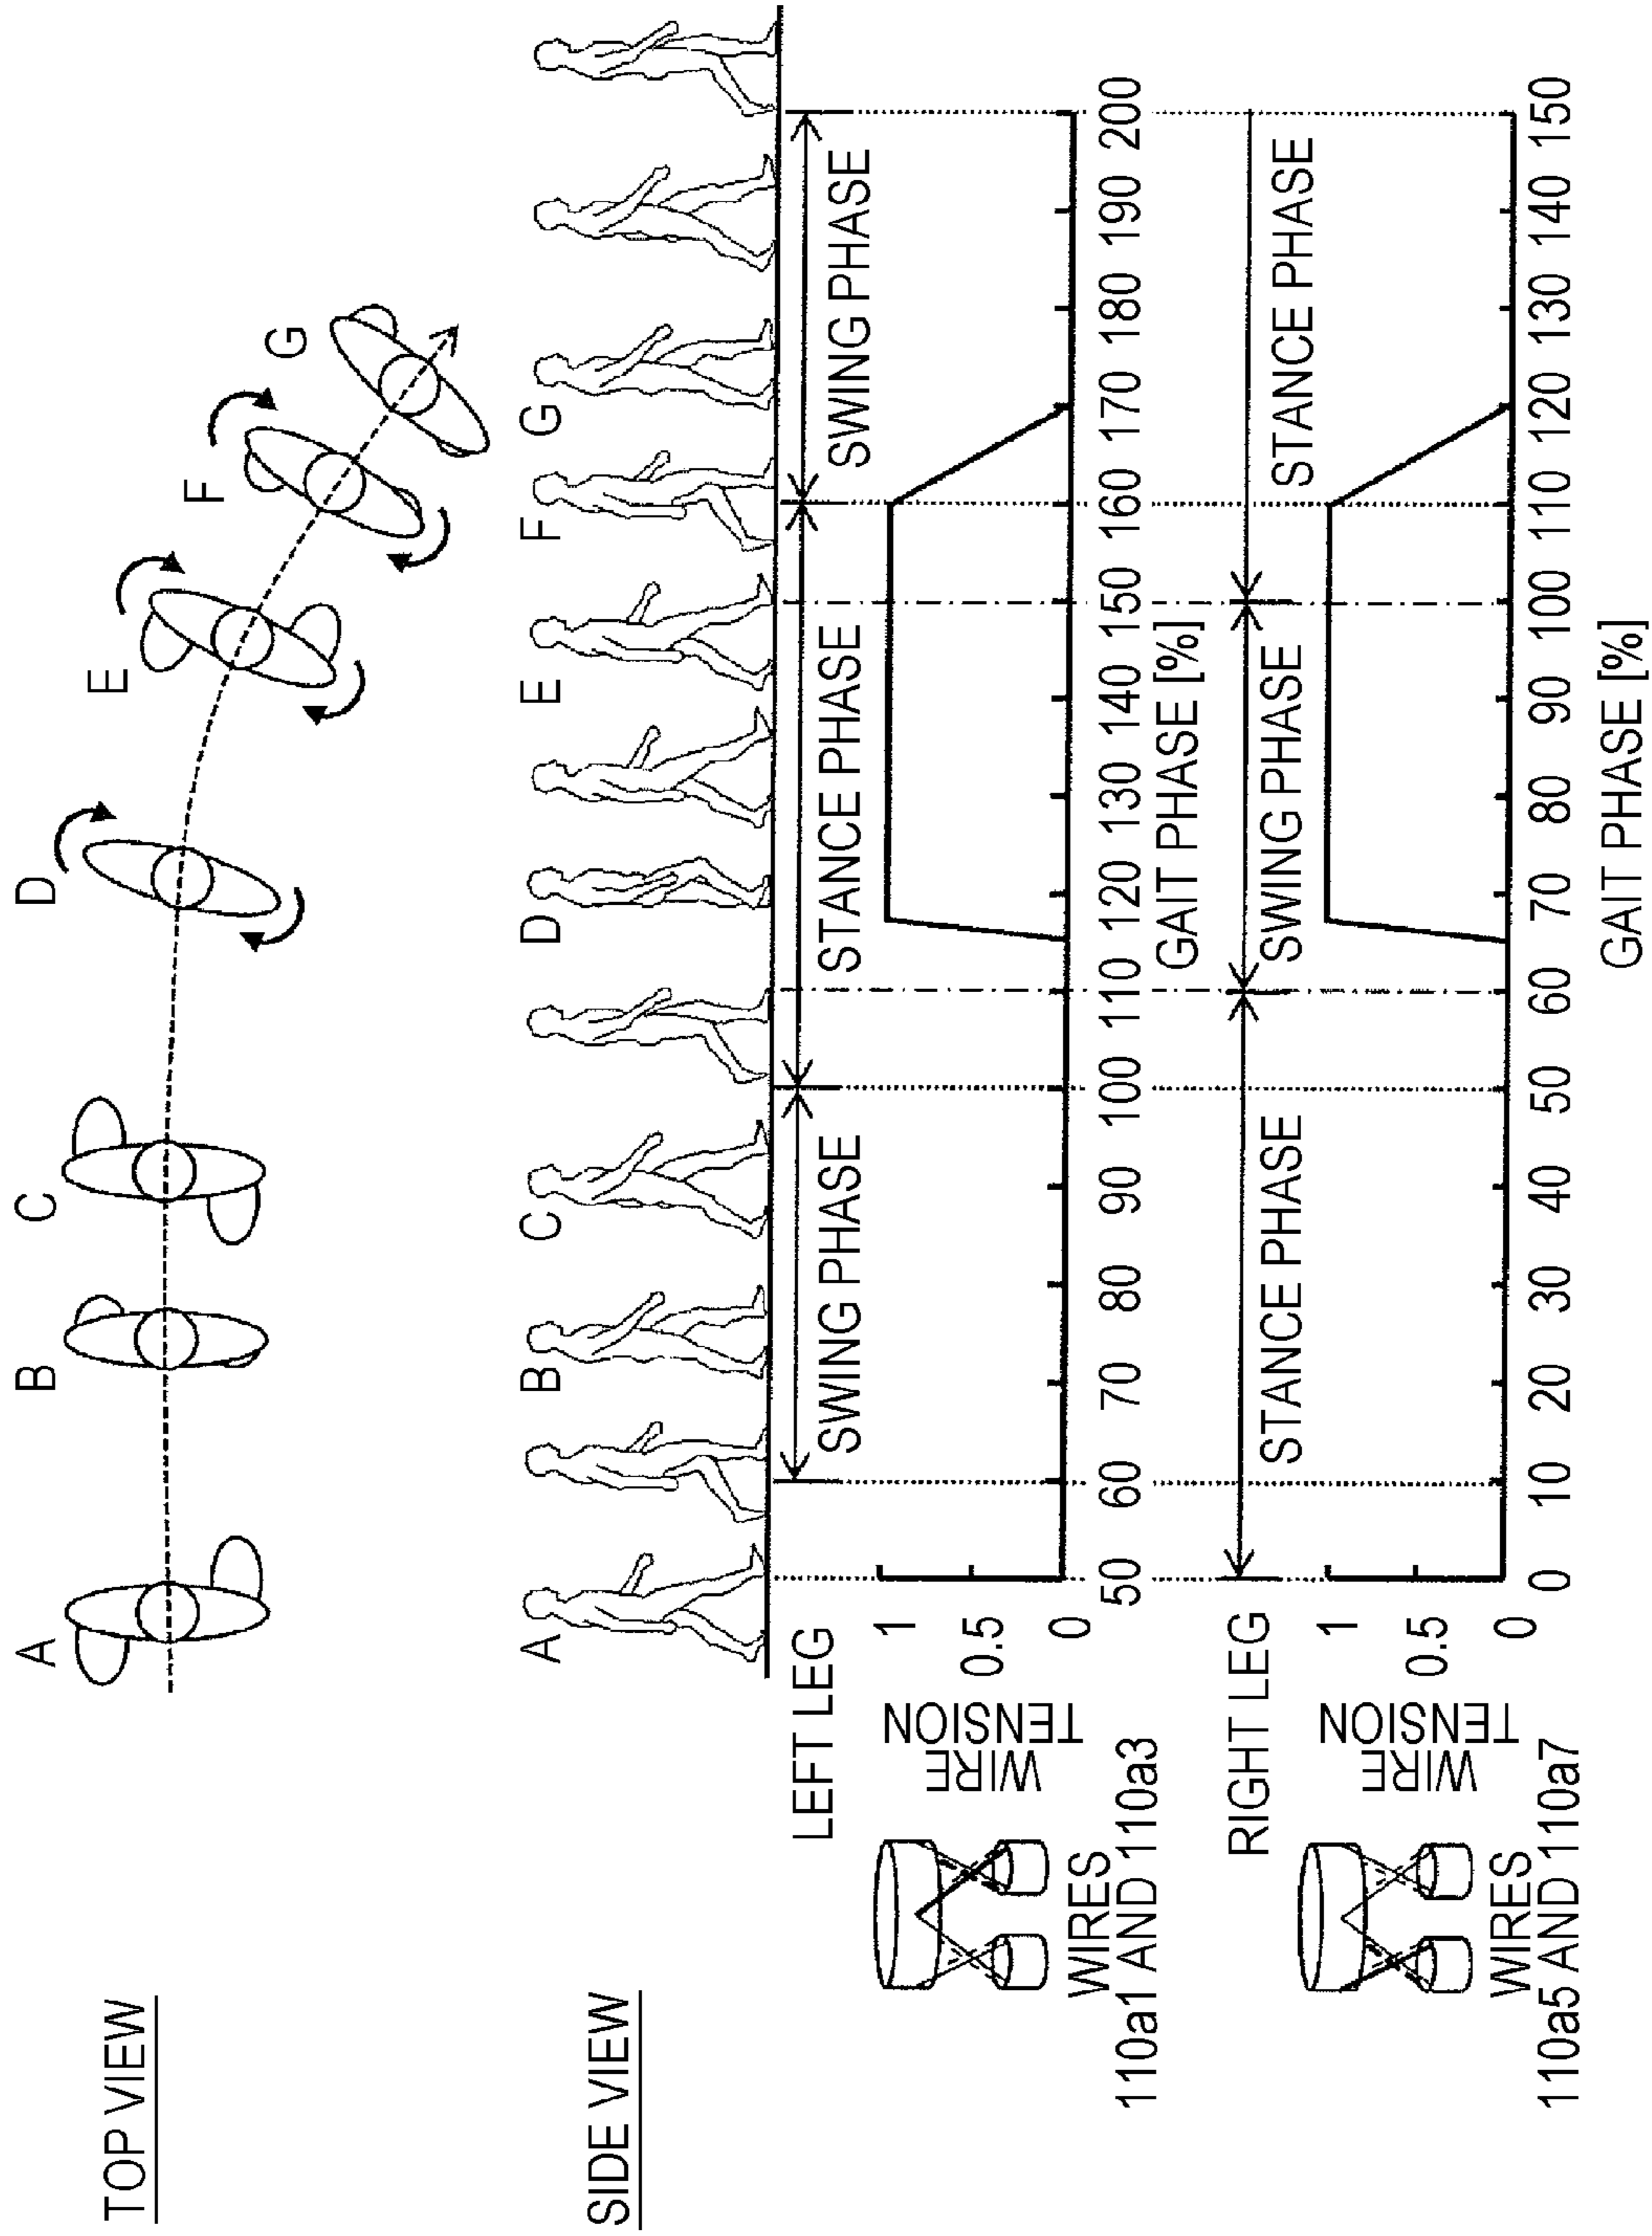 TOP VIEW
A
B
C
D
E
F
G
SIDE VIEW
A
B
C
D
E
F
G
LEFT LEG
SWING PHASE
STANCE PHASE
SWING PHASE
WIRE
TENSION
1
0.5
0
50 60 70 80 90 100 110 120 130 140 150 160 170 180 190 200
GAIT PHASE [%]
WIRES
110a1 AND 110a3
RIGHT LEG
STANCE PHASE
SWING PHASE
STANCE PHASE
WIRE
TENSION
1
0.5
0
0 10 20 30 40 50 60 70 80 90 100 110 120 130 140 150
GAIT PHASE [%]
WIRES
110a5 AND 110a7